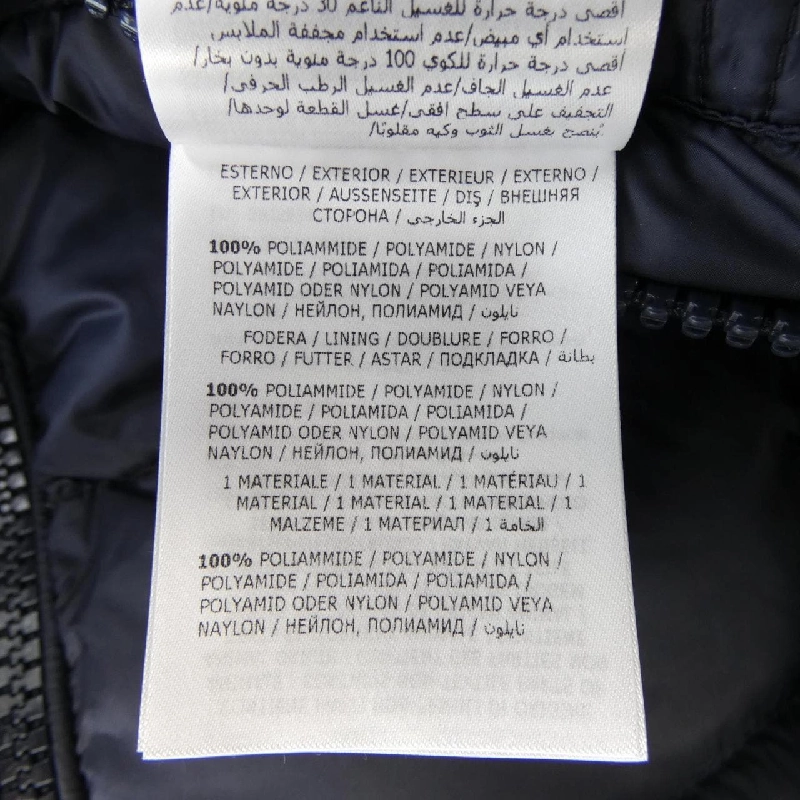 أقصى درجة حرارة للغسيل الناعم 30 درجة مئوية/عدم
استخدام أي مبيض/عدم استخدام مجففة الملابس
أقصى درجة حرارة للكوي 100 درجة مئوية بدون بخار/
عدم الغسيل الجاف/عدم الغسيل الرطب الحرفي/
التجفيف على سطح افقي/غسل القطعة لوحدها/
يُنصح بغسل الثوب وكيه مقلوبًا/
ESTERNO / EXTERIOR / EXTERIEUR / EXTERNO /
EXTERIOR / AUSSENSEITE / DIŞ / ВНЕШНЯЯ
СТОРОНА / الجزء الخارجي
100% POLIAMMIDE / POLYAMIDE / NYLON /
POLYAMIDE / POLIAMIDA / POLIAMIDA /
POLYAMID ODER NYLON / POLYAMID VEYA
NAYLON / НЕЙЛОН, ПОЛИАМИД / نايلون
FODERA / LINING / DOUBLURE / FORRO /
FORRO / FUTTER / ASTAR / ПОДКЛАДКА / بطانة
100% POLIAMMIDE / POLYAMIDE / NYLON /
POLYAMIDE / POLIAMIDA / POLIAMIDA /
POLYAMID ODER NYLON / POLYAMID VEYA
NAYLON / НЕЙЛОН, ПОЛИАМИД / نايلون
1 MATERIALE / 1 MATERIAL / 1 MATÉRIAU / 1
MATERIAL / 1 MATERIAL / 1 MATERIAL / 1
MALZEME / 1 МАТЕРИАЛ / 1 الخامة
100% POLIAMMIDE / POLYAMIDE / NYLON /
POLYAMIDE / POLIAMIDA / POLIAMIDA /
POLYAMID ODER NYLON / POLYAMID VEYA
NAYLON / НЕЙЛОН, ПОЛИАМИД / نايلون